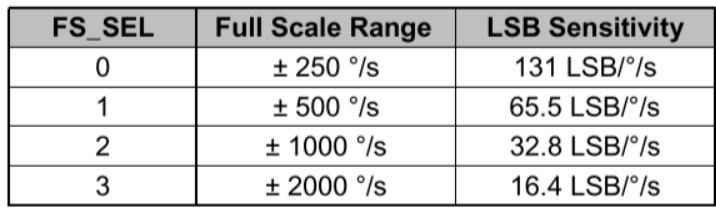 FS_SEL Full Scale Range LSB Sensitivity
0 ± 250 °/s 131 LSB/°/s
1 ± 500 °/s 65.5 LSB/°/s
2 ± 1000 °/s 32.8 LSB/°/s
3 ± 2000 °/s 16.4 LSB/°/s